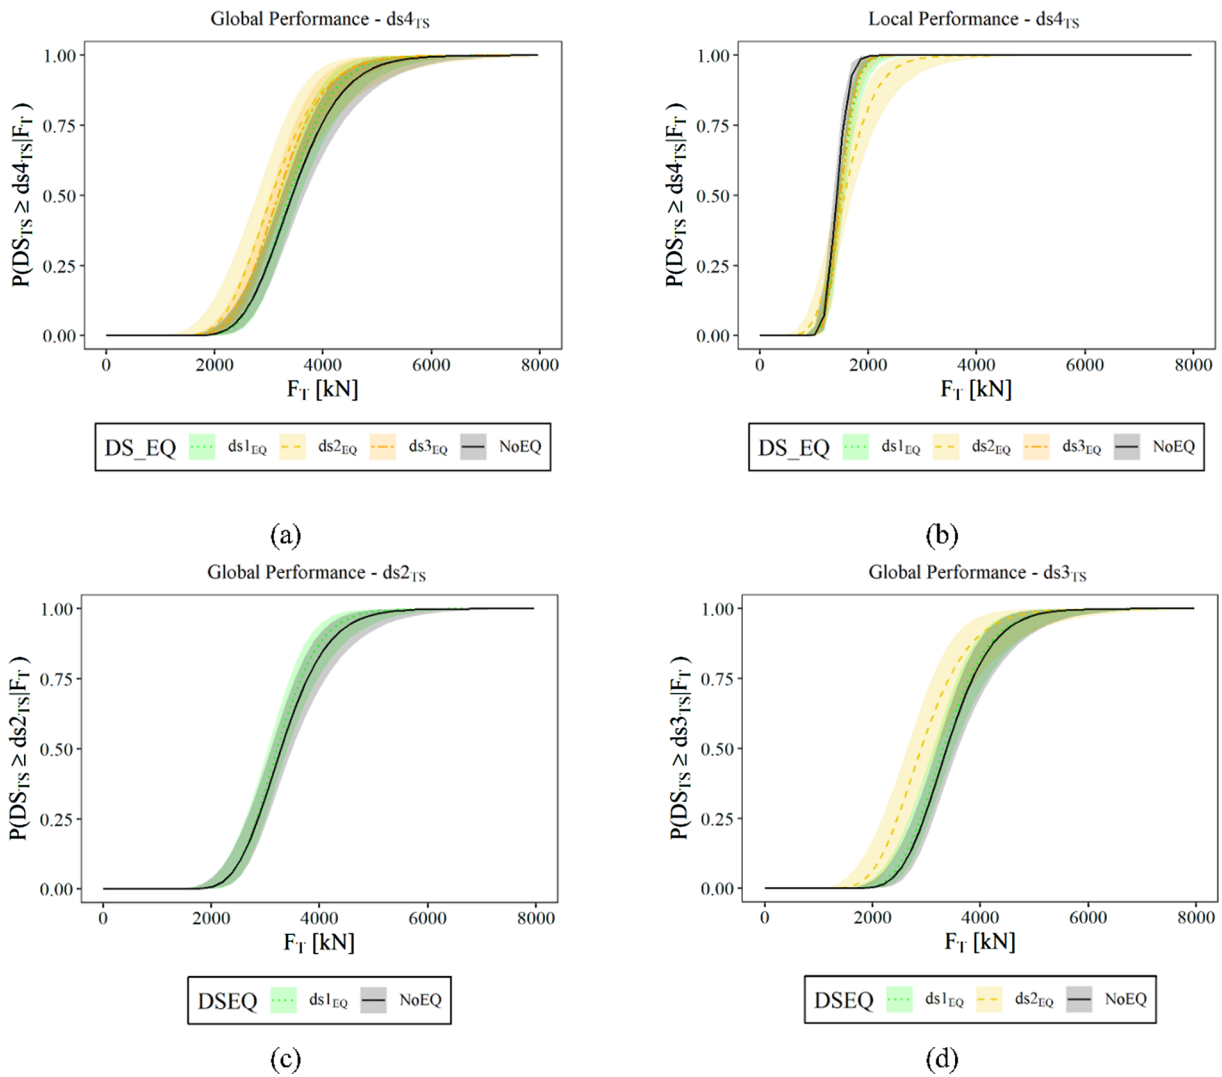 Global Performance - ds4TS
P(DSTS ≥ ds4TS|FT )
1.00
0.75
0.50
0.25
0.00
0 2000 4000 6000 8000
FT [kN]
DS_EQ ds1EQ ds2EQ ds3EQ NoEQ
(a)
Local Performance - ds4TS
P(DSTS ≥ ds4TS|FT )
1.00
0.75
0.50
0.25
0.00
0 2000 4000 6000 8000
FT [kN]
DS_EQ ds1EQ ds2EQ ds3EQ NoEQ
(b)
Global Performance - ds2TS
P(DSTS ≥ ds2TS|FT )
1.00
0.75
0.50
0.25
0.00
0 2000 4000 6000 8000
FT [kN]
DSEQ ds1EQ NoEQ
(c)
Global Performance - ds3TS
P(DSTS ≥ ds3TS|FT )
1.00
0.75
0.50
0.25
0.00
0 2000 4000 6000 8000
FT [kN]
DSEQ ds1EQ ds2EQ NoEQ
(d)